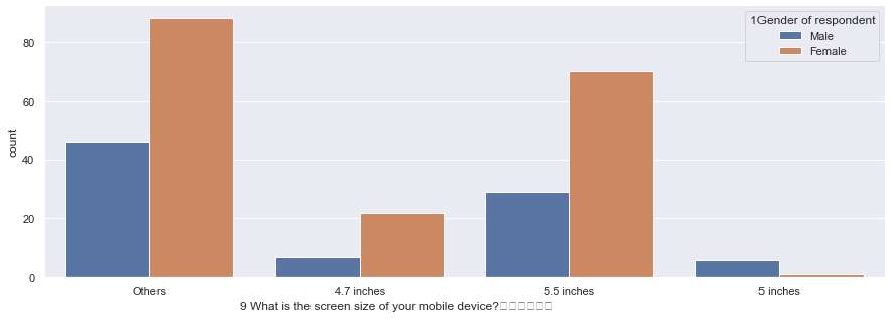 1Gender of respondent
Male
Female
count
80
60
40
20
0
Others
4.7 inches
5.5 inches
5 inches
9 What is the screen size of your mobile device?□□□□□□